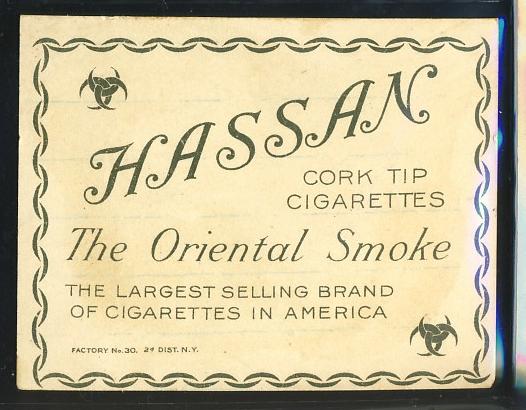 HASSAN
CORK TIP
CIGARETTES
The Oriental Smoke
THE LARGEST SELLING BRAND
OF CIGARETTES IN AMERICA
FACTORY No. 30. 2d DIST. N.Y.